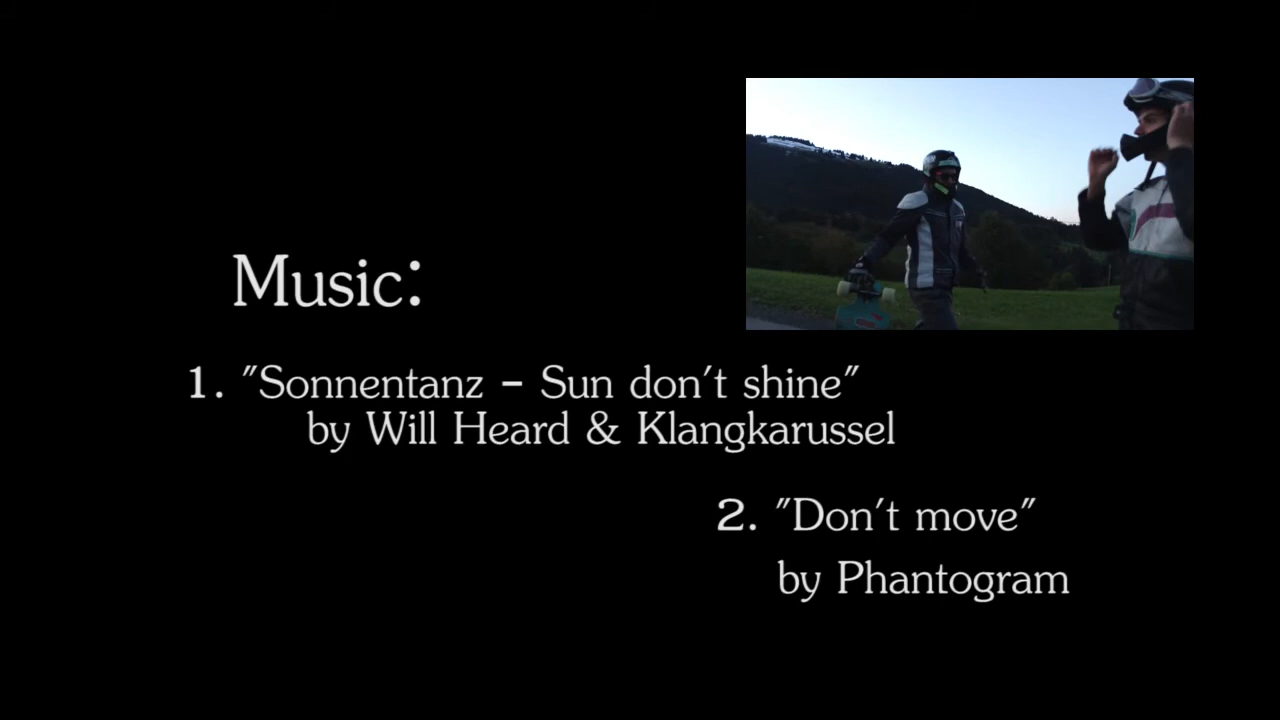 Music:
1. "Sonnentanz - Sun don't shine"
by Will Heard & Klangkarussel
2. "Don't move"
by Phantogram